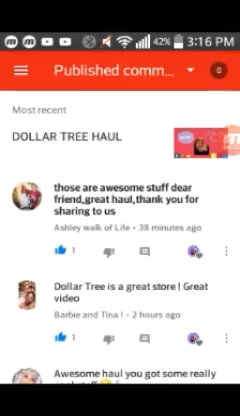 42% 3:16 PM
Published comm... 0
Most recent
DOLLAR TREE HAUL
those are awesome stuff dear
friend,great haul,thank you for
sharing to us
Ashley walk of Life • 38 minutes ago
1
Dollar Tree is a great store ! Great
video
Barbie and Tina ! • 2 hours ago
1
Awesome haul you got some really